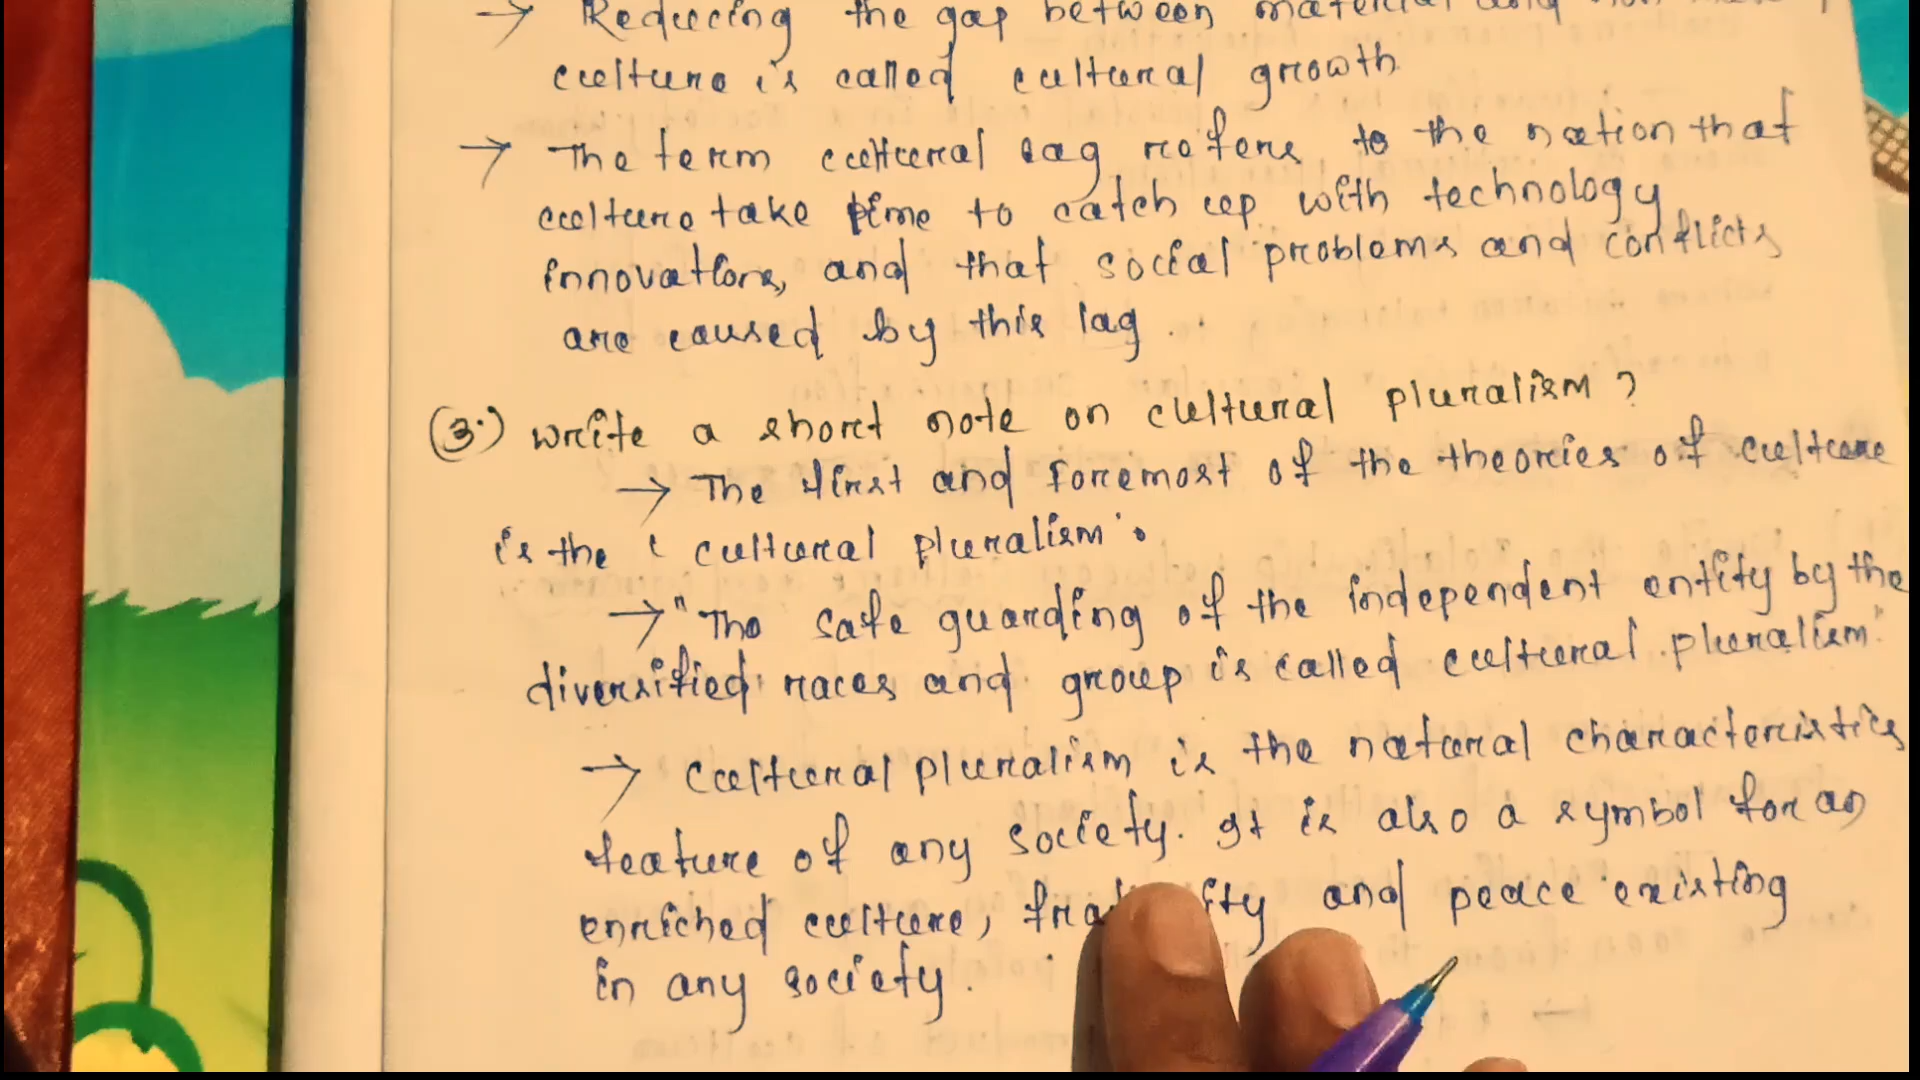 → Reducing the gap between material and non
culture is called cultural growth
→ The term cultural lag refers to the notion that
culture take time to catch up with technology
innovations, and that social problems and conflicts
are caused by this lag.
(3.) Write a short note on cultural pluralism?
→ The first and foremost of the theories of culture
is the ' cultural pluralism'.
→ "The safe guarding of the independent entity by the
diversified races and group is called cultural pluralism"
→ Cultural pluralism is the natural characteristics
feature of any society. It is also a symbol for an
enriched culture, and peace existing
in any society.